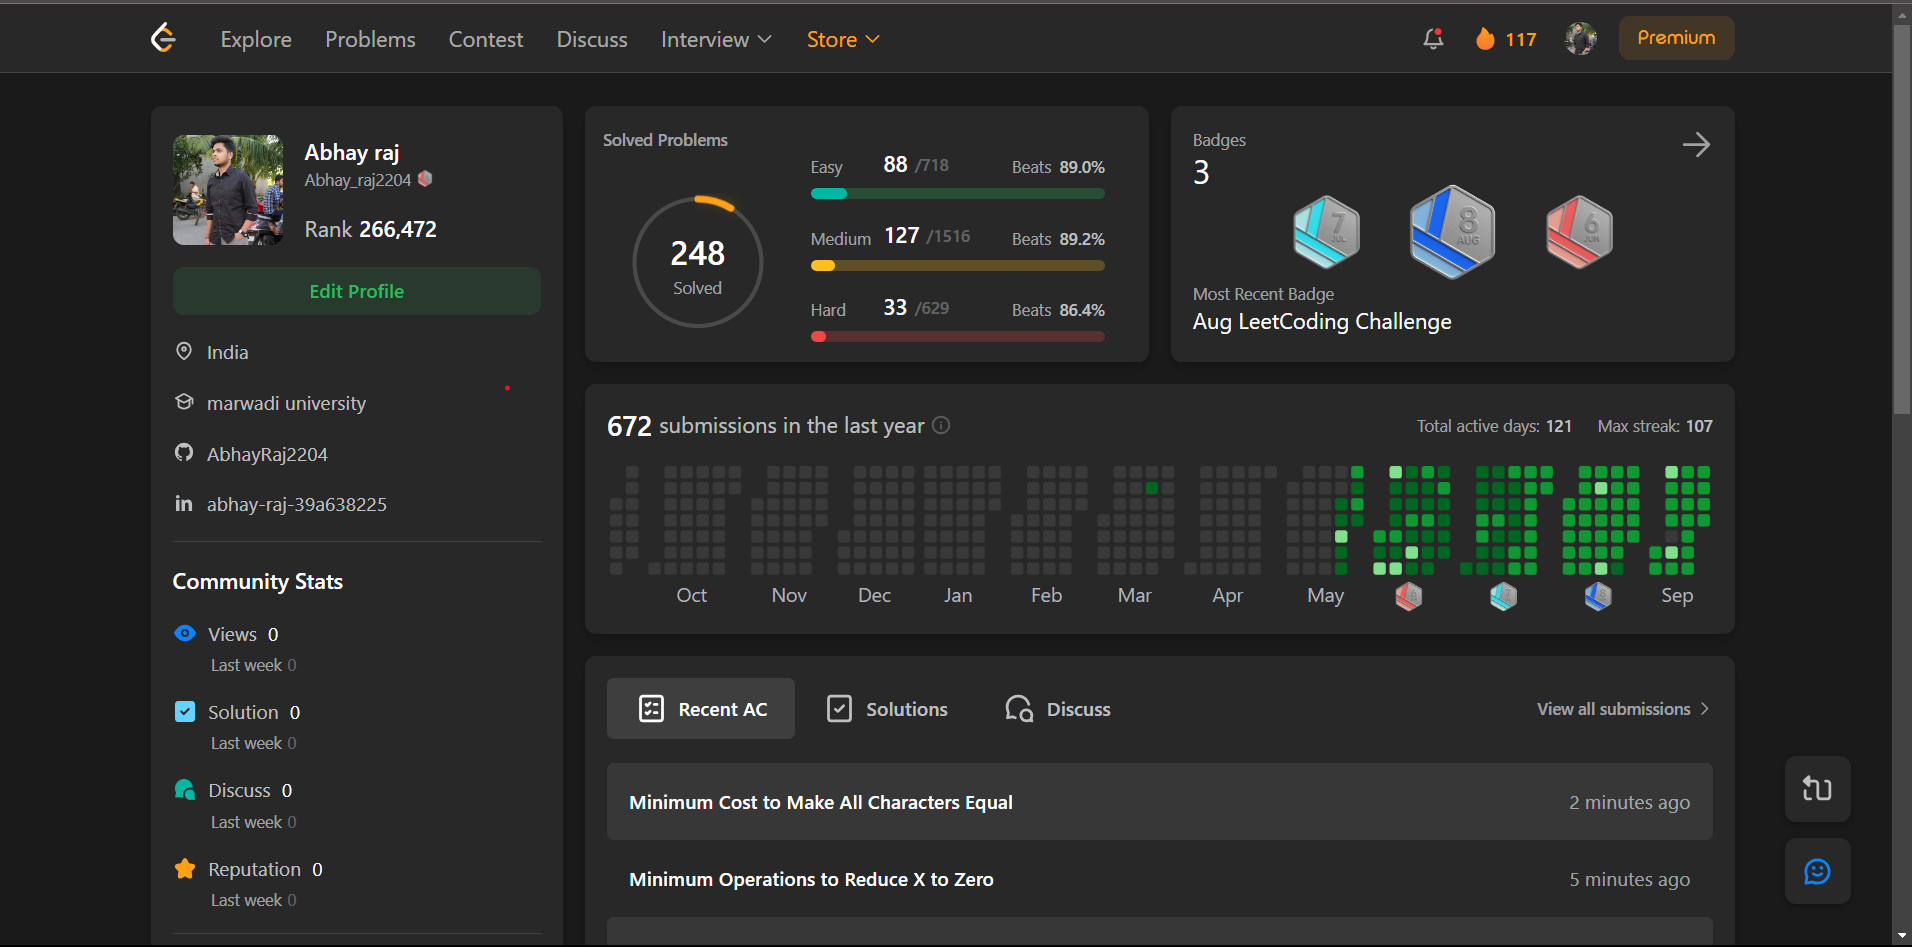 Explore Problems Contest Discuss Interview Store 117 Premium
Abhay raj
Abhay_raj2204
Rank 266,472
Edit Profile
India
marwadi university
AbhayRaj2204
abhay-raj-39a638225
Community Stats
Views 0
Last week 0
Solution 0
Last week 0
Discuss 0
Last week 0
Reputation 0
Last week 0
Solved Problems
248
Solved
Easy 88 /718 Beats 89.0%
Medium 127 /1516 Beats 89.2%
Hard 33 /629 Beats 86.4%
Badges
3
7 JUL
8 AUG
6 JUN
Most Recent Badge
Aug LeetCoding Challenge
672 submissions in the last year Total active days: 121 Max streak: 107
Oct Nov Dec Jan Feb Mar Apr May Sep
Recent AC Solutions Discuss View all submissions
Minimum Cost to Make All Characters Equal 2 minutes ago
Minimum Operations to Reduce X to Zero 5 minutes ago